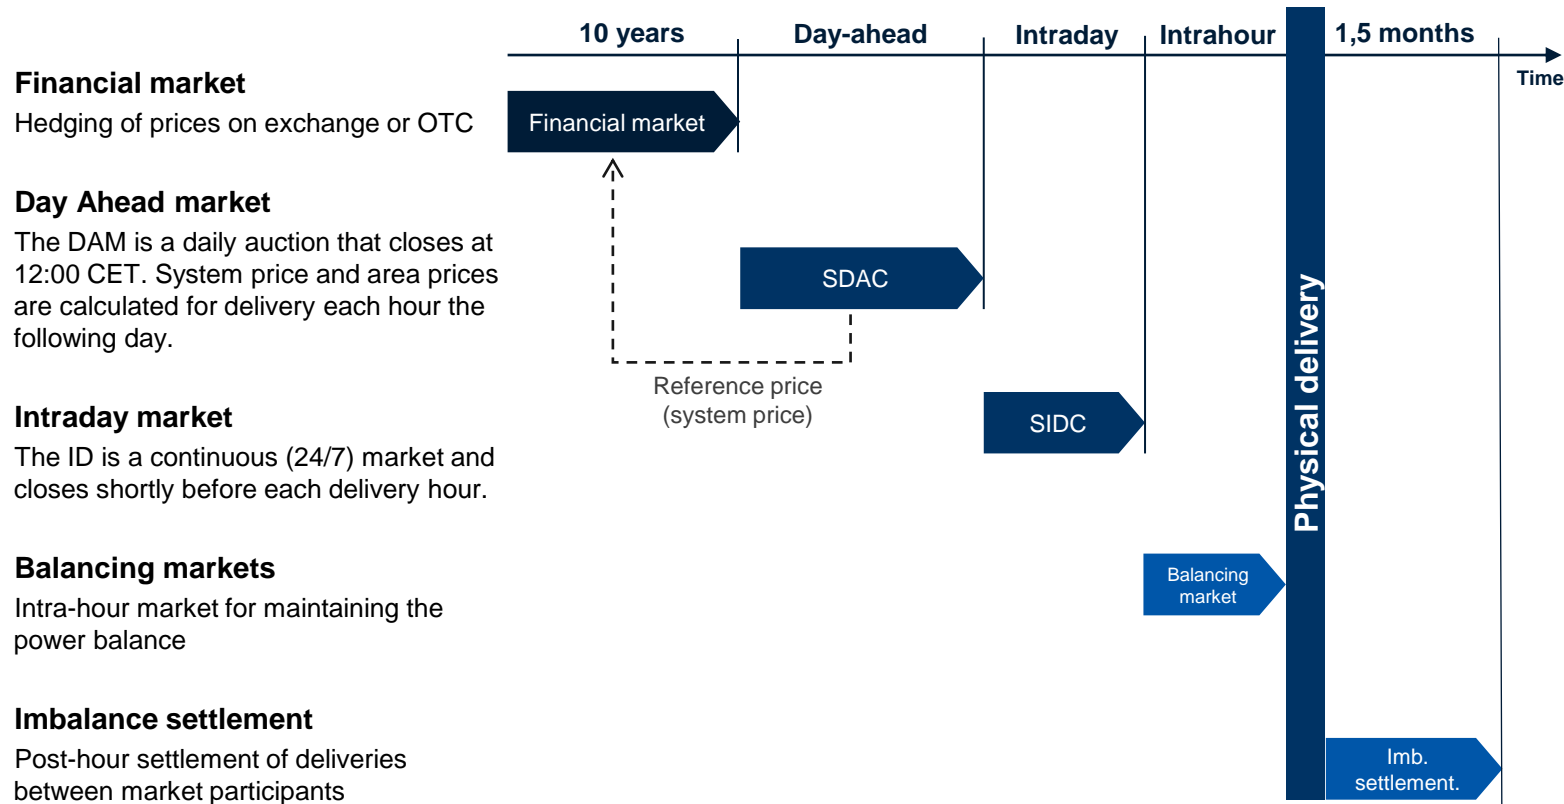 10 years
Day-ahead
Intraday
Intrahour
1,5 months
Time
Financial market
Hedging of prices on exchange or OTC
Financial market
Day Ahead market
The DAM is a daily auction that closes at
12:00 CET. System price and area prices
are calculated for delivery each hour the
following day.
SDAC
Reference price
(system price)
Intraday market
The ID is a continuous (24/7) market and
closes shortly before each delivery hour.
SIDC
Physical delivery
Balancing markets
Intra-hour market for maintaining the
power balance
Balancing
market
Imbalance settlement
Post-hour settlement of deliveries
between market participants
Imb.
settlement.